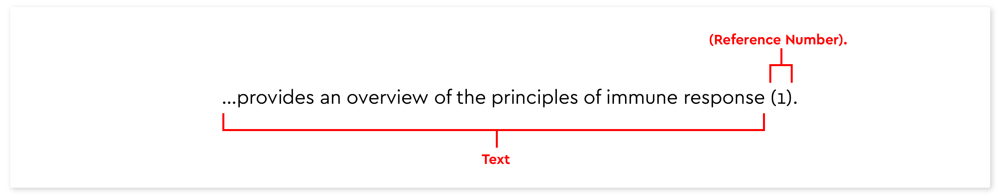 (Reference Number).
...provides an overview of the principles of immune response (1).
Text